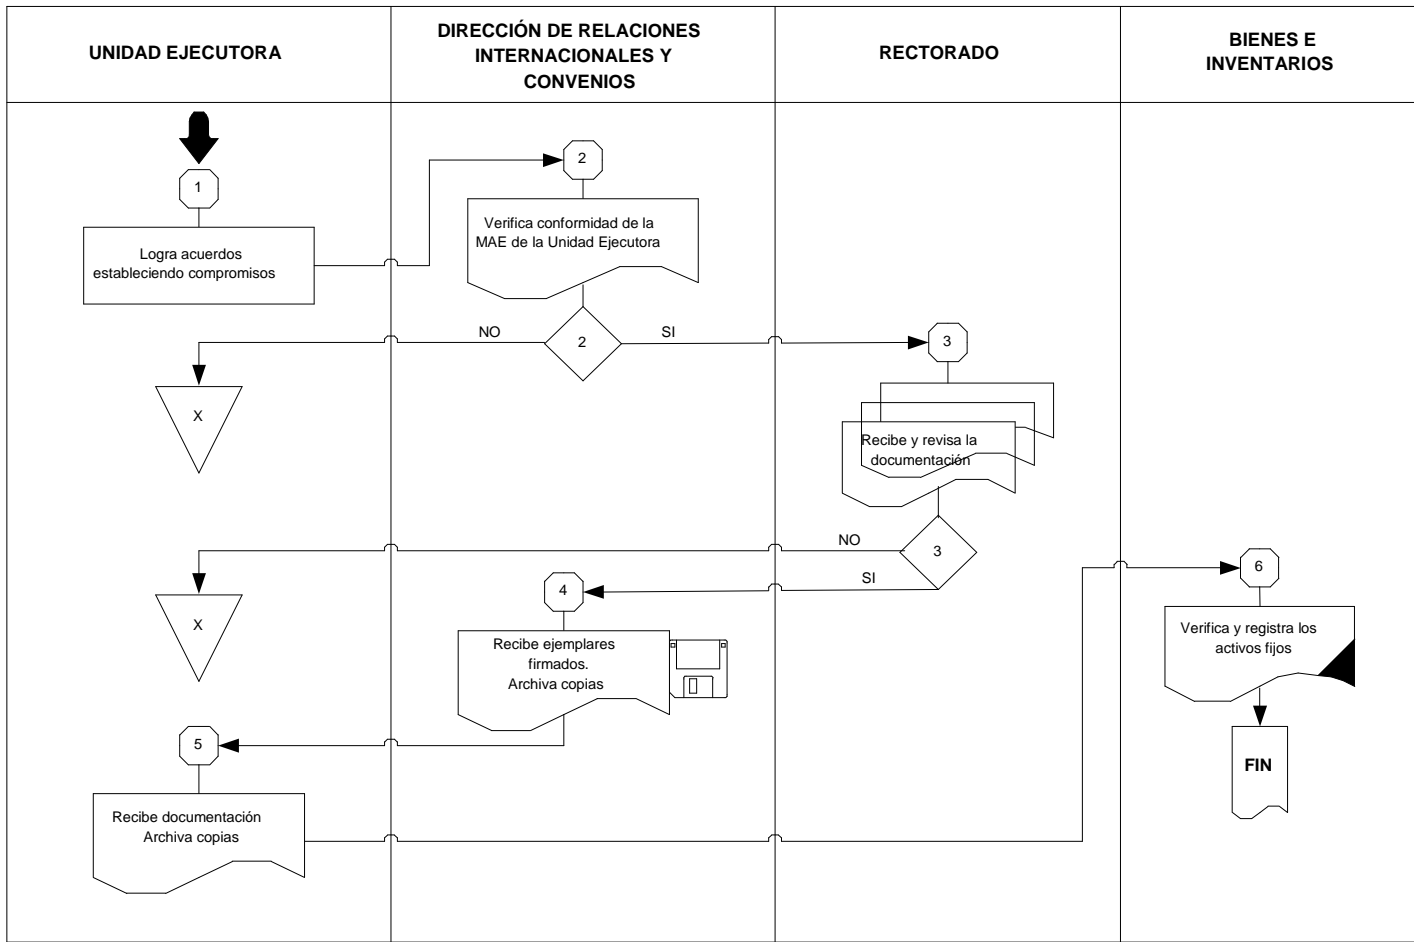 UNIDAD EJECUTORA
DIRECCIÓN DE RELACIONES
INTERNACIONALES Y
CONVENIOS
RECTORADO
BIENES E
INVENTARIOS
1
Logra acuerdos
estableciendo compromisos
2
Verifica conformidad de la
MAE de la Unidad Ejecutora
NO
2
SI
X
3
Recibe y revisa la
documentación
NO
3
SI
X
4
Recibe ejemplares
firmados.
Archiva copias
5
Recibe documentación
Archiva copias
6
Verifica y registra los
activos fijos
FIN